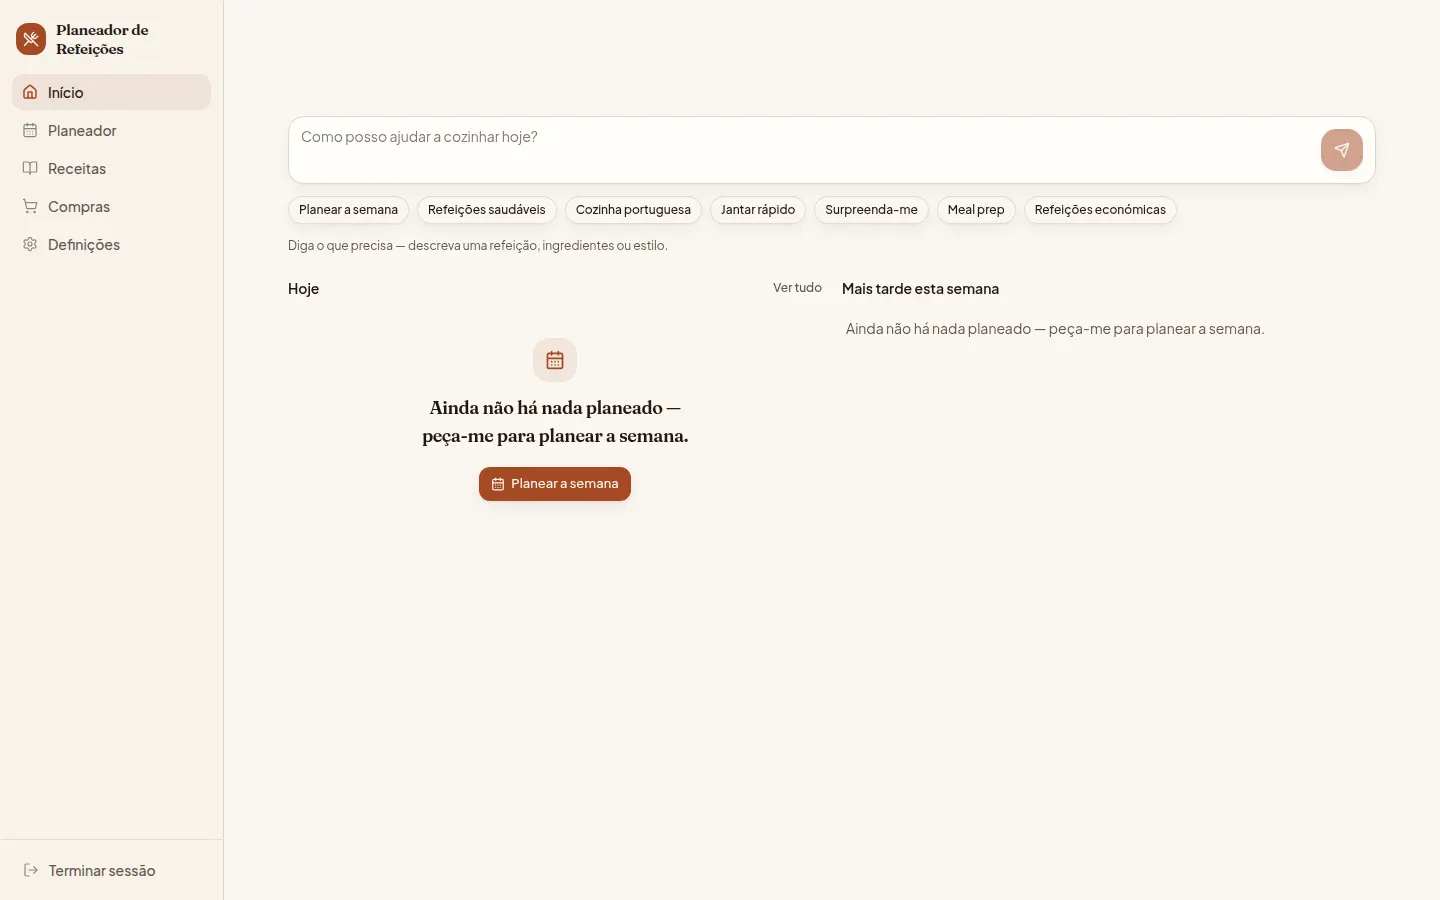 Planeador de
Refeições
Início
Planeador
Receitas
Compras
Definições
Terminar sessão
Como posso ajudar a cozinhar hoje?
Planear a semana
Refeições saudáveis
Cozinha portuguesa
Jantar rápido
Surpreenda-me
Meal prep
Refeições económicas
Diga o que precisa — descreva uma refeição, ingredientes ou estilo.
Hoje
Ver tudo
Ainda não há nada planeado —
peça-me para planear a semana.
Planear a semana
Mais tarde esta semana
Ainda não há nada planeado — peça-me para planear a semana.